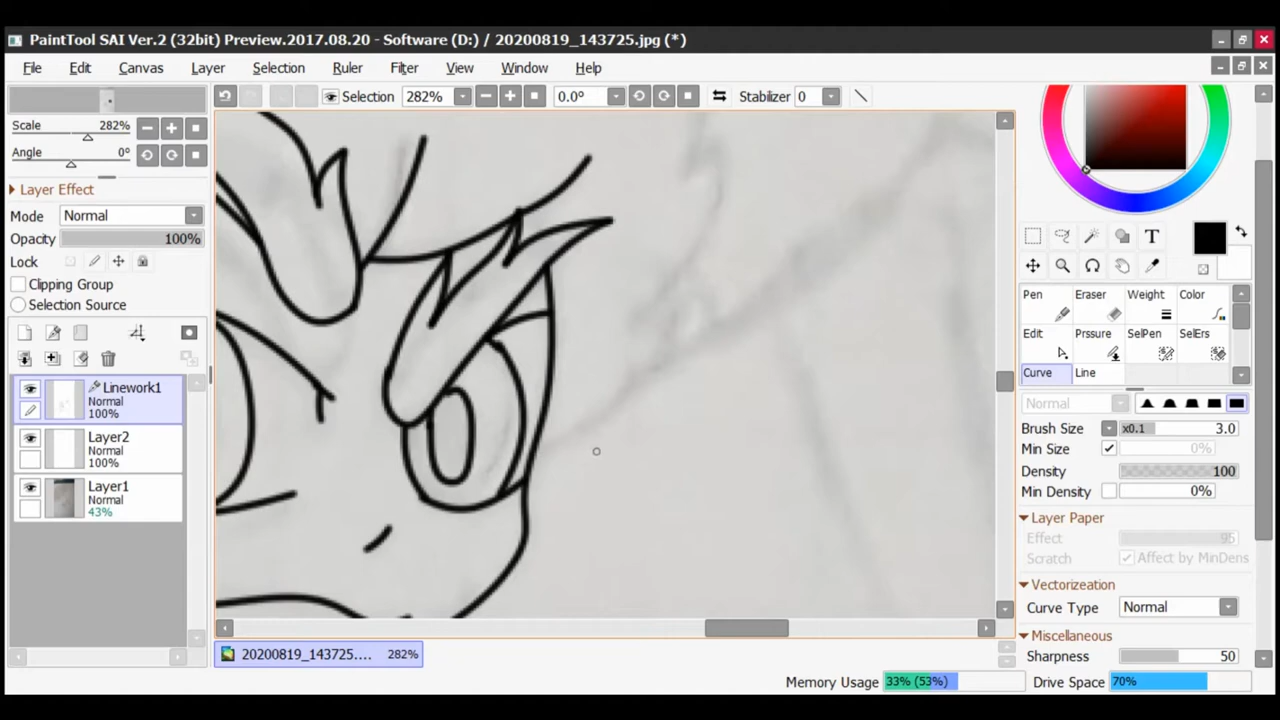 PaintTool SAI Ver.2 (32bit) Preview.2017.08.20 - Software (D:) / 20200819_143725.jpg (*)
File Edit Canvas Layer Selection Ruler Filter View Window Help
Selection 282% 0.0° Stabilizer 0
Scale 282%
Angle 0°
Layer Effect
Mode Normal
Opacity 100%
Lock
Clipping Group
Selection Source
Linework1
Normal
100%
Layer2
Normal
100%
Layer1
Normal
43%
T
Pen Eraser Weight Color
Edit Prssure SelPen SelErs
Curve Line
Normal
Brush Size x0.1 3.0
Min Size 0%
Density 100
Min Density 0%
Layer Paper
Effect 95
Scratch Affect by MinDens
Vectorizeation
Curve Type Normal
Miscellaneous
Sharpness 50
20200819_143725.... 282%
Memory Usage 33% (53%) Drive Space 70%